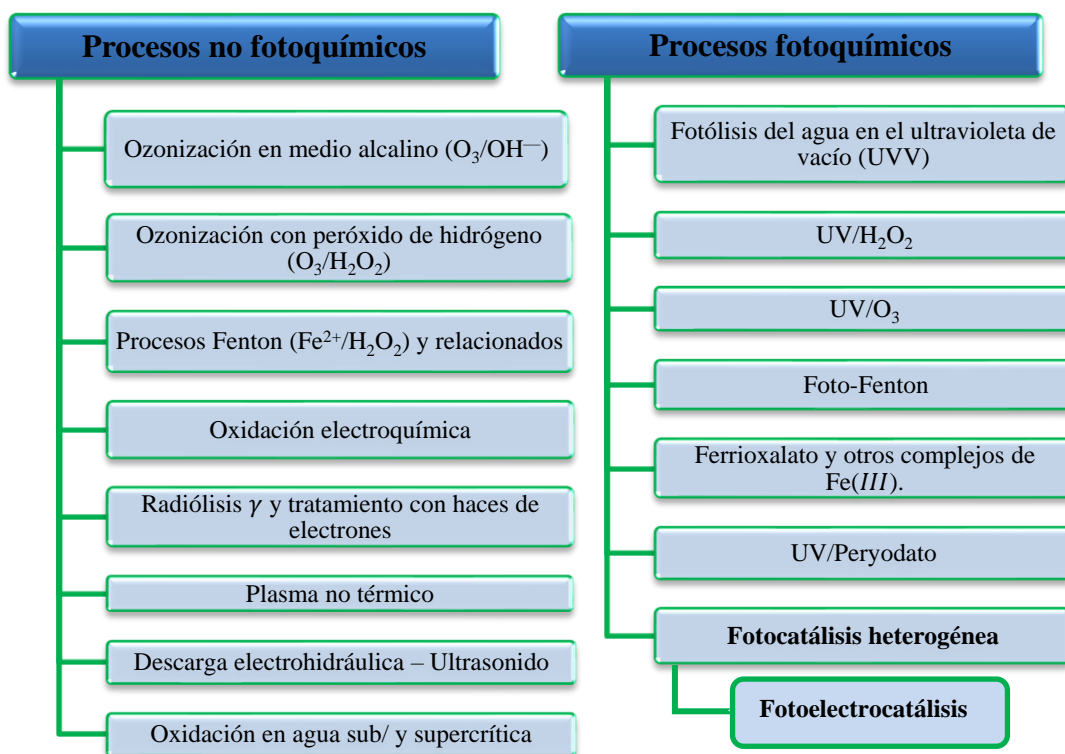 Procesos no fotoquímicos
Ozonización en medio alcalino (O₃/OH⁻)
Ozonización con peróxido de hidrógeno
(O₃/H₂O₂)
Procesos Fenton (Fe²⁺/H₂O₂) y relacionados
Oxidación electroquímica
Radiólisis γ y tratamiento con haces de
electrones
Plasma no térmico
Descarga electrohidráulica – Ultrasonido
Oxidación en agua sub/ y supercrítica
Procesos fotoquímicos
Fotólisis del agua en el ultravioleta de
vacío (UVV)
UV/H₂O₂
UV/O₃
Foto-Fenton
Ferrioxalato y otros complejos de
Fe(III).
UV/Peryodato
Fotocatálisis heterogénea
Fotoelectrocatálisis